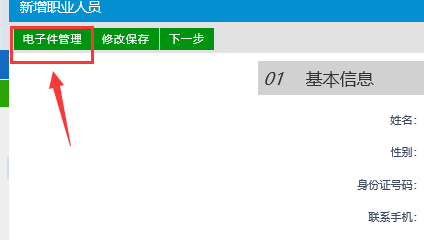 新增职业人员
电子件管理 修改保存 下一步
01 基本信息
姓名:
性别:
身份证号码:
联系手机: